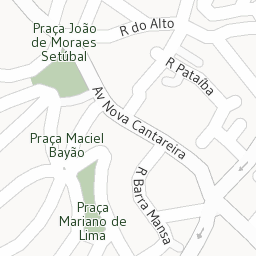 Praça João
de Moraes
Setúbal
R do Alto
R Pataíba
Av Nova Cantareira
Praça Maciel
Bayão
R Barra Mansa
Praça
Mariano de
Lima